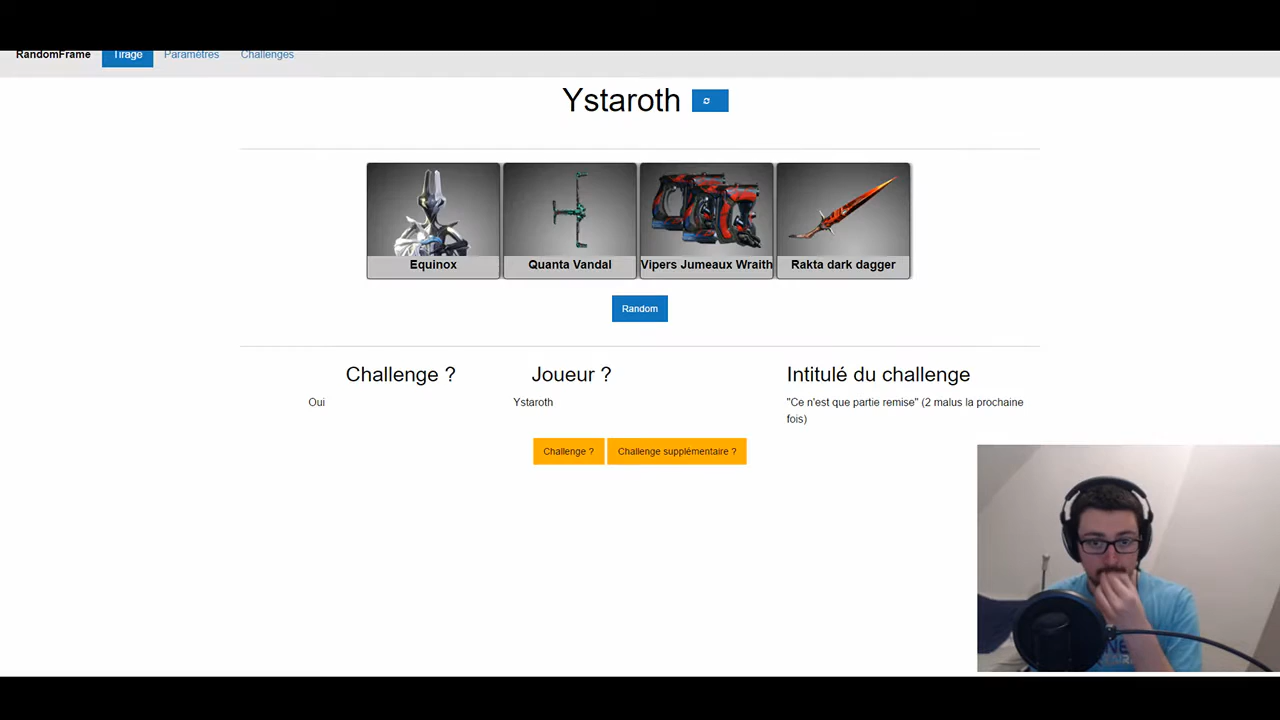 RandomFrame Tirage Paramètres Challenges
Ystaroth
Equinox Quanta Vandal Vipers Jumeaux Wraith Rakta dark dagger
Random
Challenge ? Joueur ? Intitulé du challenge
Oui Ystaroth "Ce n'est que partie remise" (2 malus la prochaine
fois)
Challenge ? Challenge supplémentaire ?